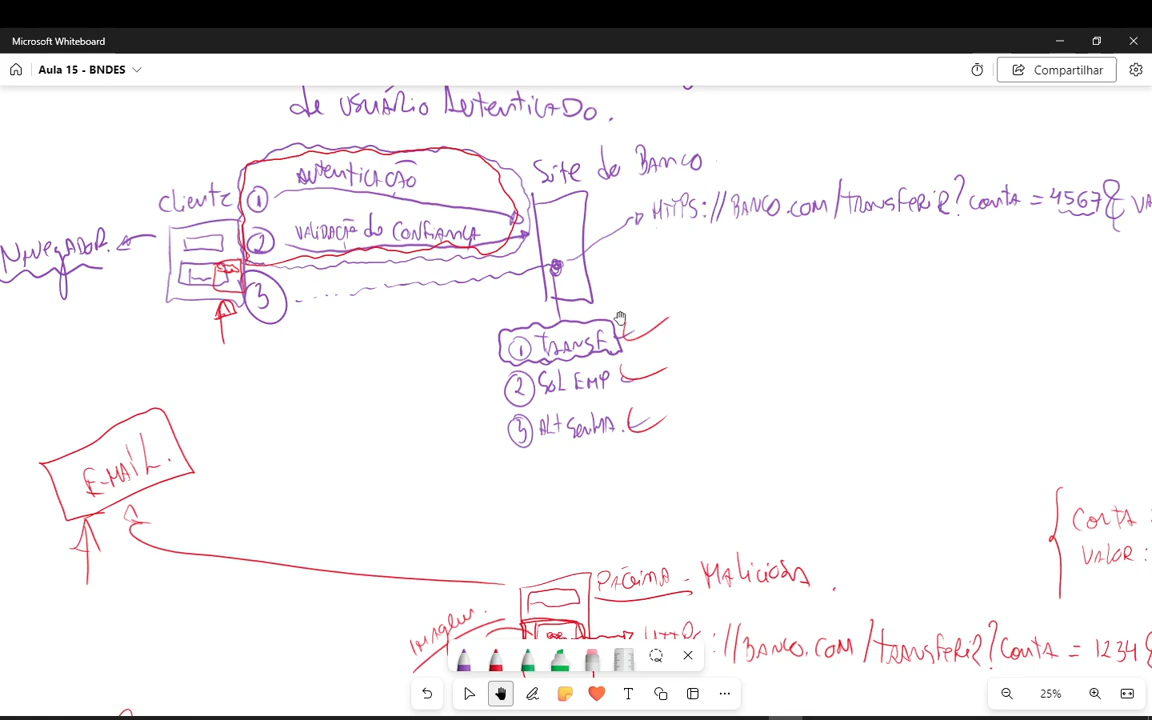 Microsoft Whiteboard
Aula 15 - BNDES
Compartilhar
de usuário Autenticado.
Site do Banco
① Autenticação
Cliente
HTTPS://BANCO.com/transferir?conta = 4567& VA
Navegador.
② Validação de CONFIANÇA
③
① TRANSF
② Sol EMP
③ Alt Senha.
E-MAIL.
CONTA :
VALOR :
PÁGINA - MALICIOSA.
Imagem.
HTTPS://BANCO.COM/TRANSFERIR?Conta = 1234&
25%